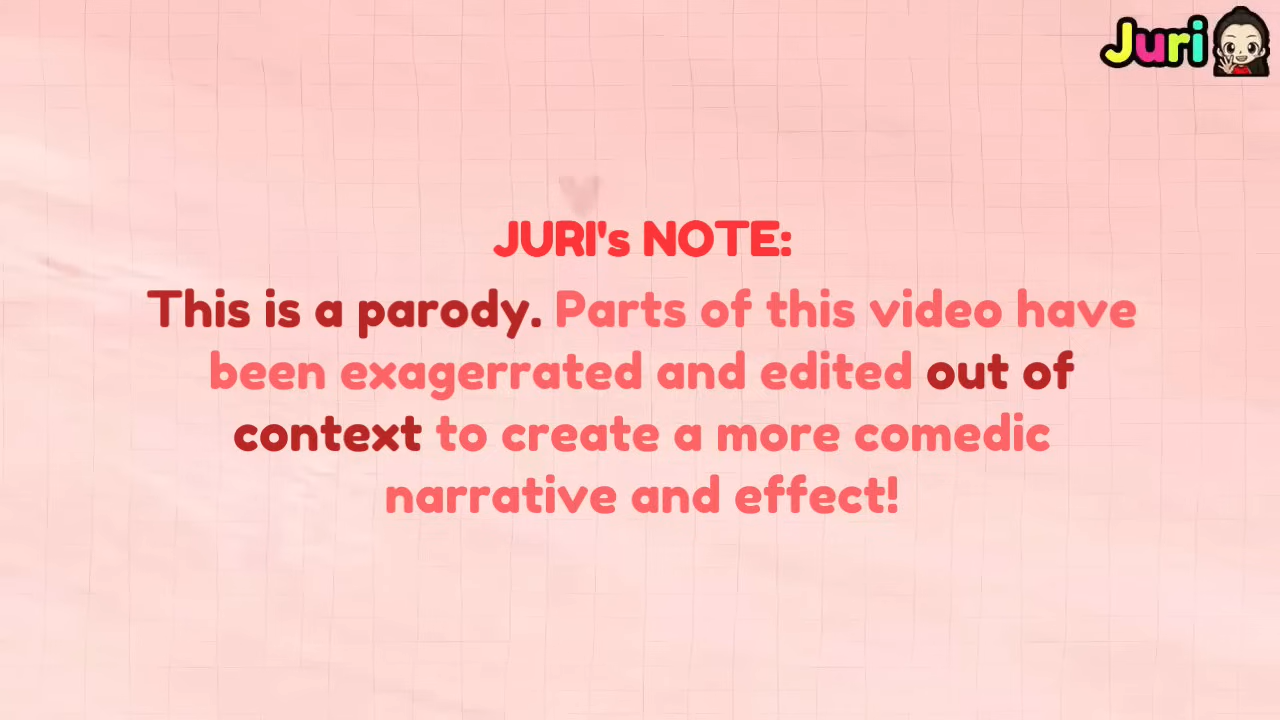 Juri
JURI's NOTE:
This is a parody. Parts of this video have
been exagerrated and edited out of
context to create a more comedic
narrative and effect!